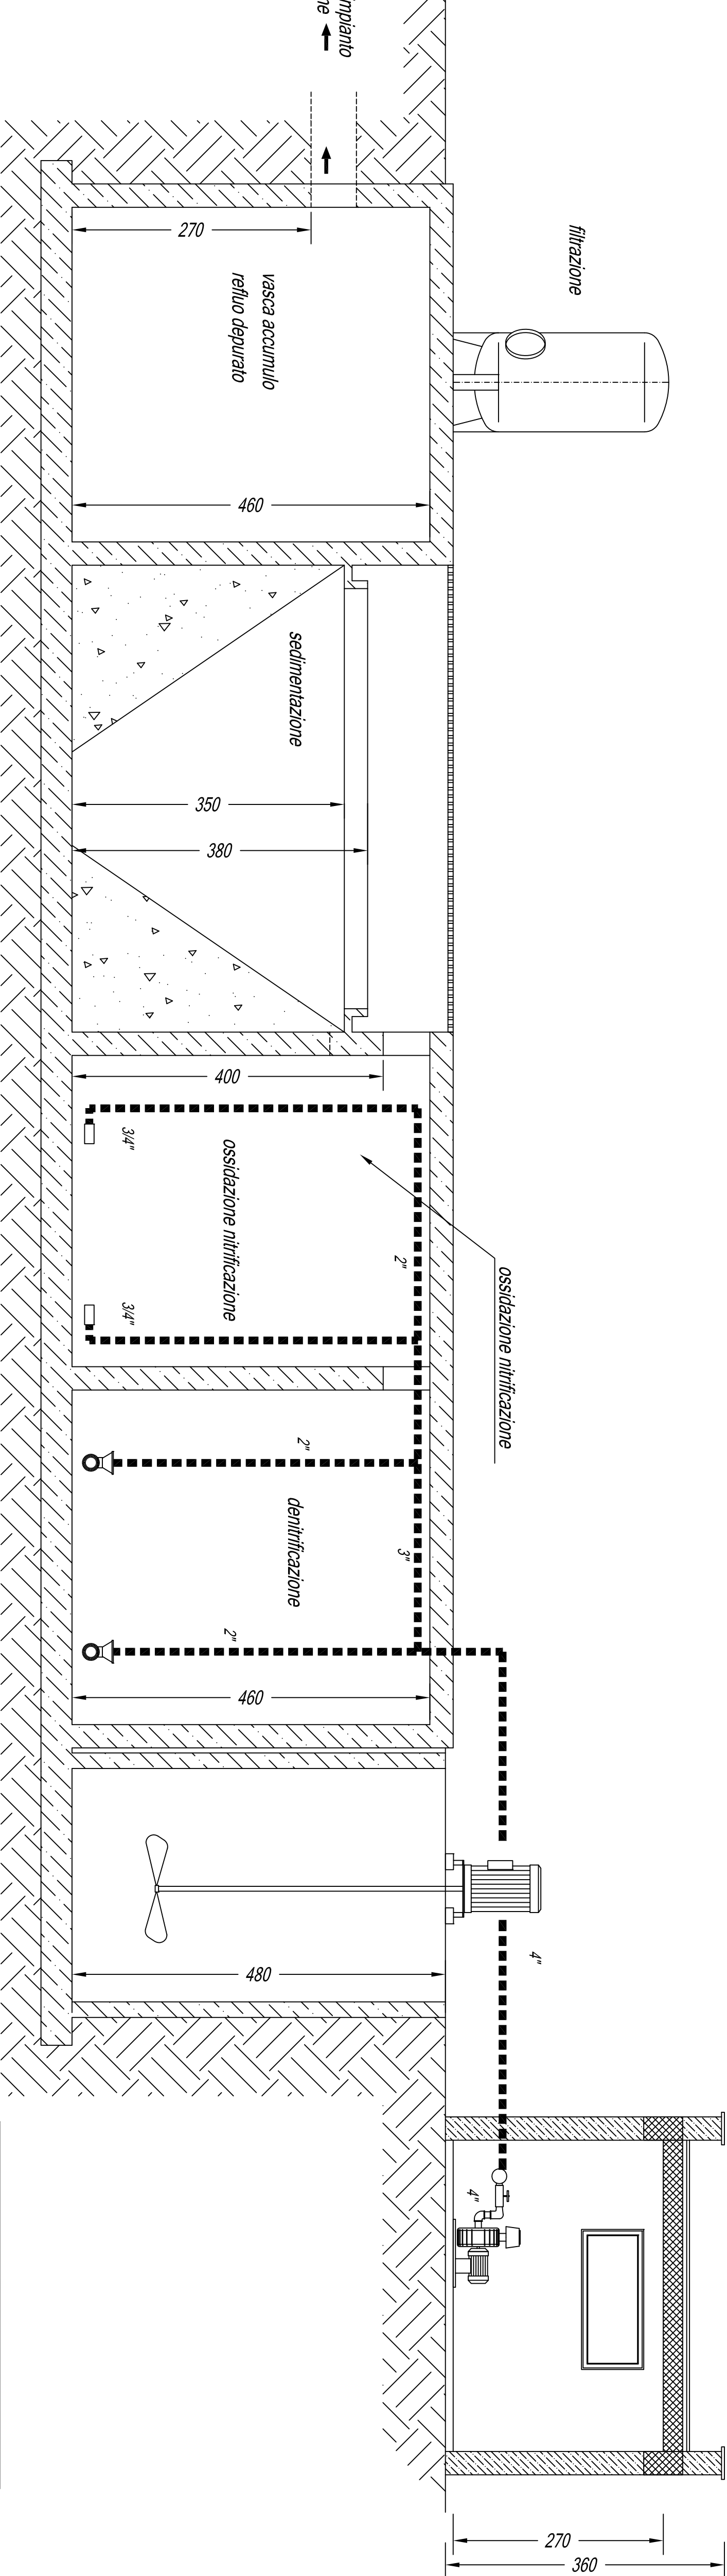 impianto
filtrazione
270
vasca accumulo
refluo depurato
460
sedimentazione
350
380
400
3/4"
ossidazione nitrificazione
2"
3/4"
ossidazione nitrificazione
2"
denitrificazione
3"
2"
460
4"
480
4"
270
360